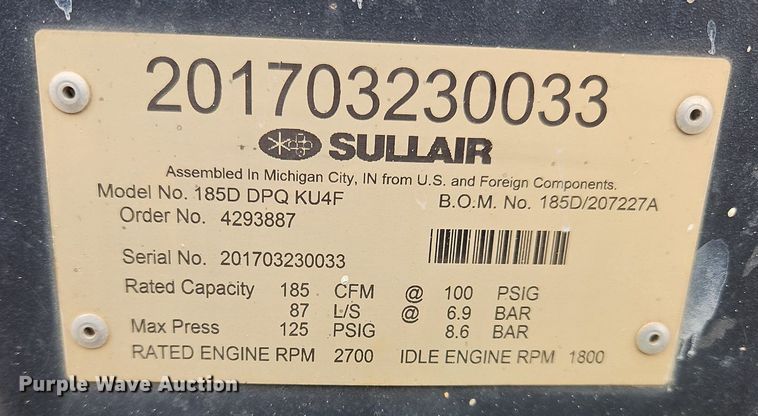 201703230033
SULLAIR
Assembled In Michigan City, IN from U.S. and Foreign Components.
Model No. 185D DPQ KU4F B.O.M. No. 185D/207227A
Order No. 4293887
Serial No. 201703230033
Rated Capacity 185 CFM @ 100 PSIG
87 L/S @ 6.9 BAR
Max Press 125 PSIG 8.6 BAR
RATED ENGINE RPM 2700 IDLE ENGINE RPM 1800
Purple Wave Auction